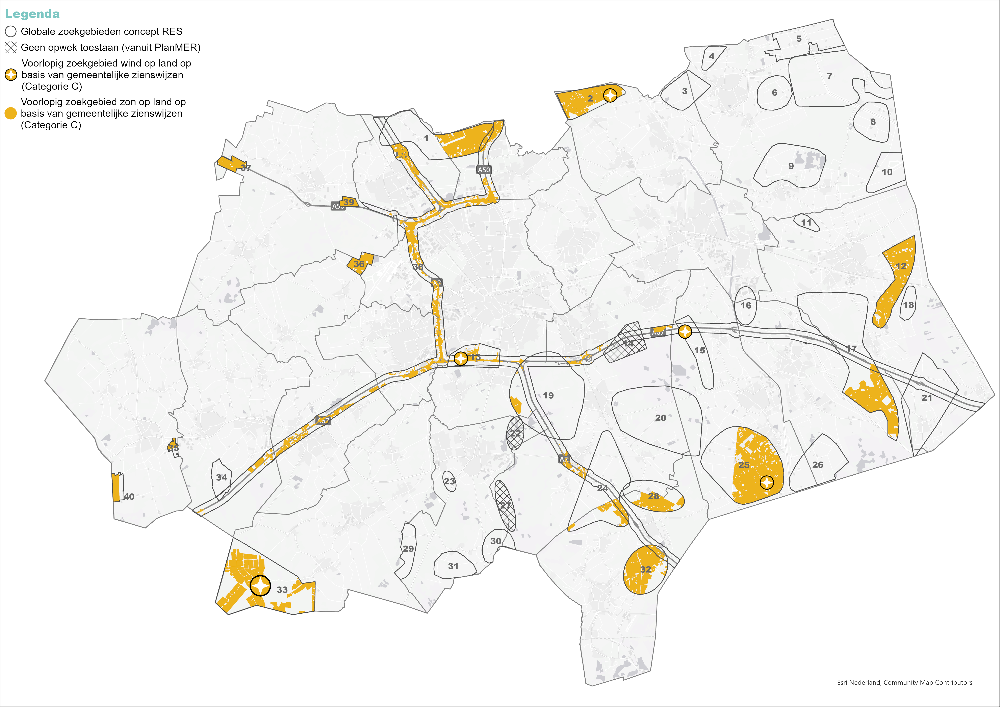 Legenda
Globale zoekgebieden concept RES
Geen opwek toestaan (vanuit PlanMER)
Voorlopig zoekgebied wind op land op
basis van gemeentelijke zienswijzen
(Categorie C)
Voorlopig zoekgebied zon op land op
basis van gemeentelijke zienswijzen
(Categorie C)
5
4
7
3
6
2
8
1
9
37
A50
10
39
A58
11
36
12
38
A2
16
18
A67
14
17
15
13
19
21
20
A67
22
35
A2
25
26
34
23
24
40
28
27
30
29
31
32
33
Esri Nederland, Community Map Contributors